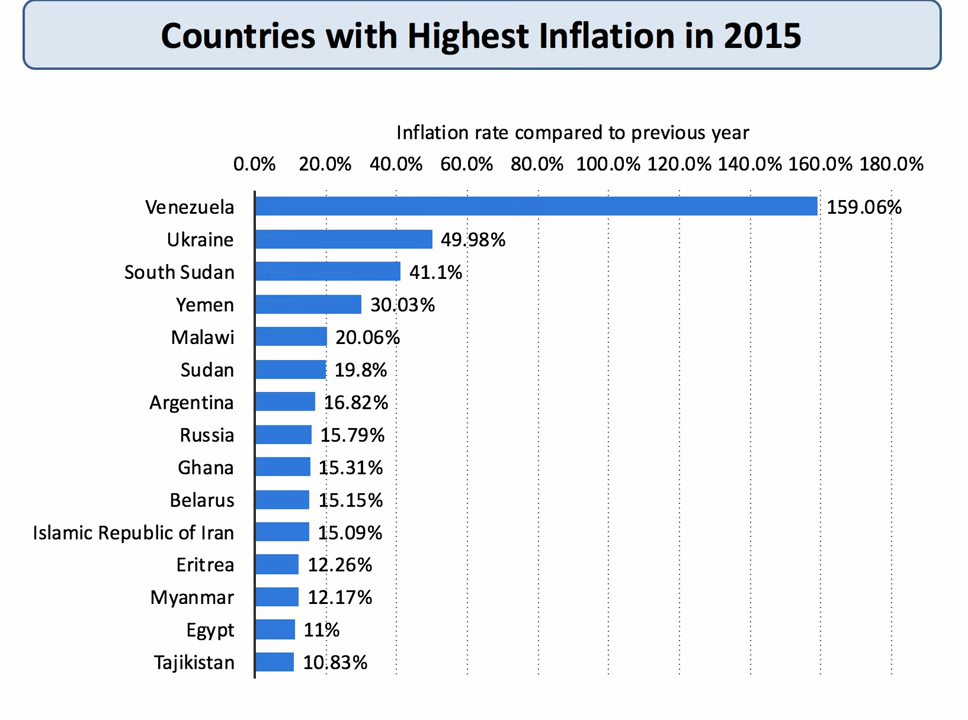 Countries with Highest Inflation in 2015
Inflation rate compared to previous year
0.0% 20.0% 40.0% 60.0% 80.0% 100.0% 120.0% 140.0% 160.0% 180.0%
Venezuela 159.06%
Ukraine 49.98%
South Sudan 41.1%
Yemen 30.03%
Malawi 20.06%
Sudan 19.8%
Argentina 16.82%
Russia 15.79%
Ghana 15.31%
Belarus 15.15%
Islamic Republic of Iran 15.09%
Eritrea 12.26%
Myanmar 12.17%
Egypt 11%
Tajikistan 10.83%